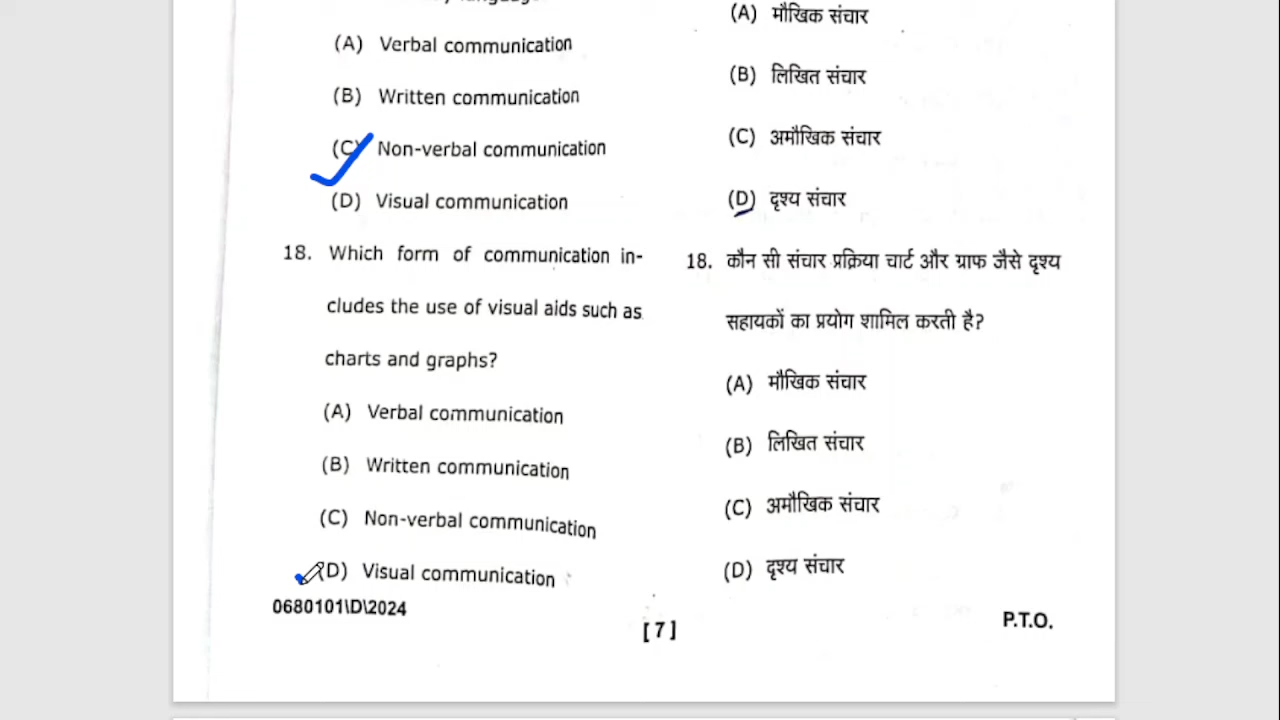 (A) Verbal communication
(B) Written communication
(C) Non-verbal communication
(D) Visual communication
18. Which form of communication in-
cludes the use of visual aids such as
charts and graphs?
(A) Verbal communication
(B) Written communication
(C) Non-verbal communication
(D) Visual communication
0680101\D\2024
(A) मौखिक संचार
(B) लिखित संचार
(C) अमौखिक संचार
(D) दृश्य संचार
18. कौन सी संचार प्रक्रिया चार्ट और ग्राफ जैसे दृश्य
सहायकों का प्रयोग शामिल करती है?
(A) मौखिक संचार
(B) लिखित संचार
(C) अमौखिक संचार
(D) दृश्य संचार
[ 7 ]
P.T.O.